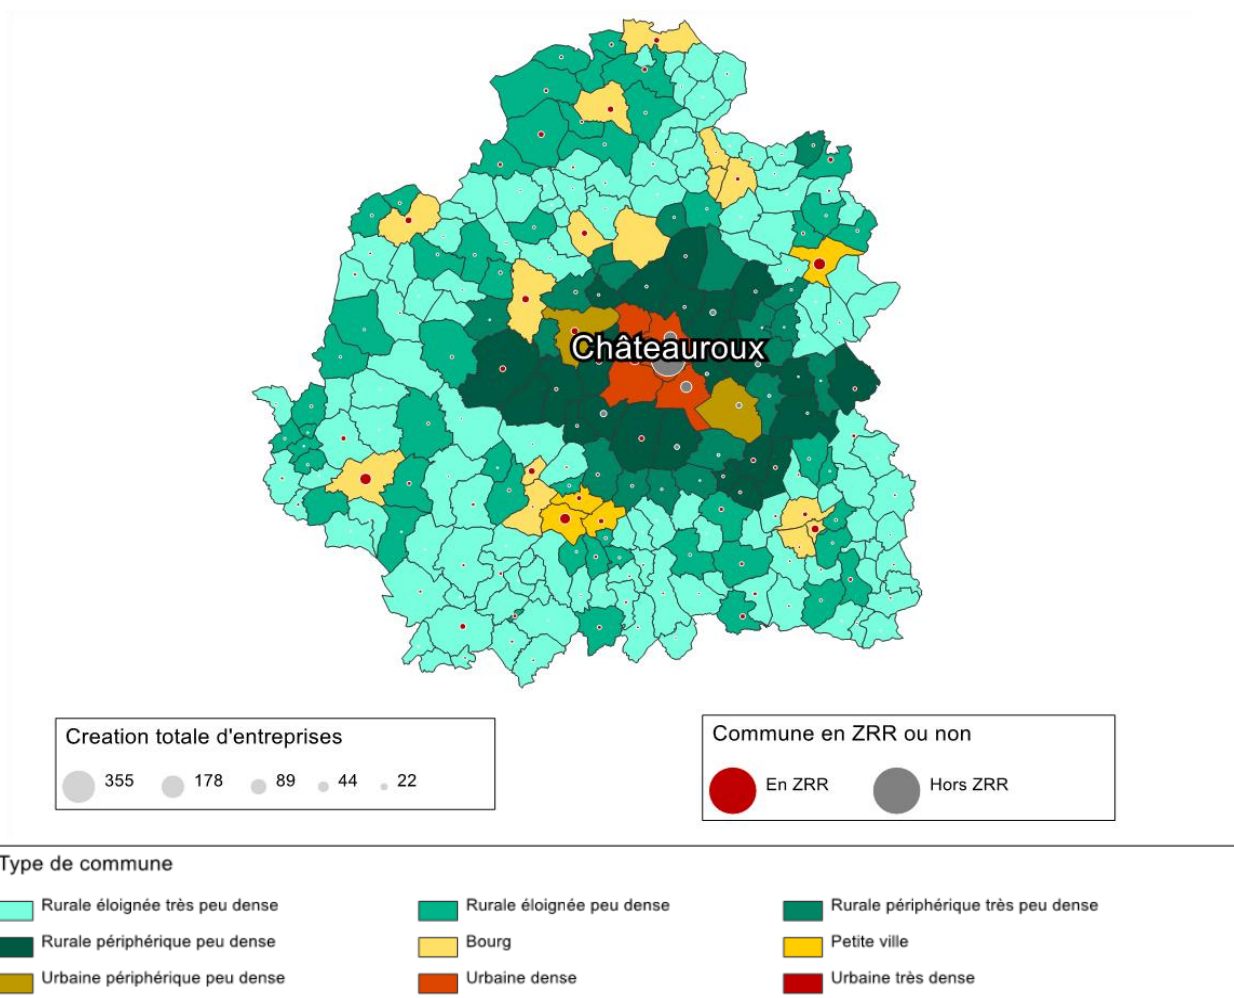 Châteauroux
Creation totale d'entreprises
355 178 89 44 22
Commune en ZRR ou non
En ZRR Hors ZRR
Type de commune
Rurale éloignée très peu dense Rurale éloignée peu dense Rurale périphérique très peu dense
Rurale périphérique peu dense Bourg Petite ville
Urbaine périphérique peu dense Urbaine dense Urbaine très dense